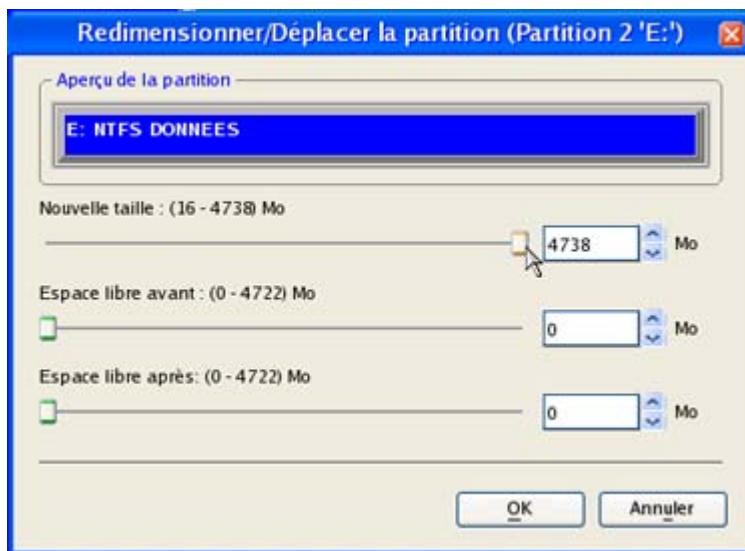 Redimensionner/Déplacer la partition (Partition 2 'E:')
Aperçu de la partition
E: NTFS DONNEES
Nouvelle taille : (16 - 4738) Mo
4738 Mo
Espace libre avant : (0 - 4722) Mo
0 Mo
Espace libre après: (0 - 4722) Mo
0 Mo
OK Annuler